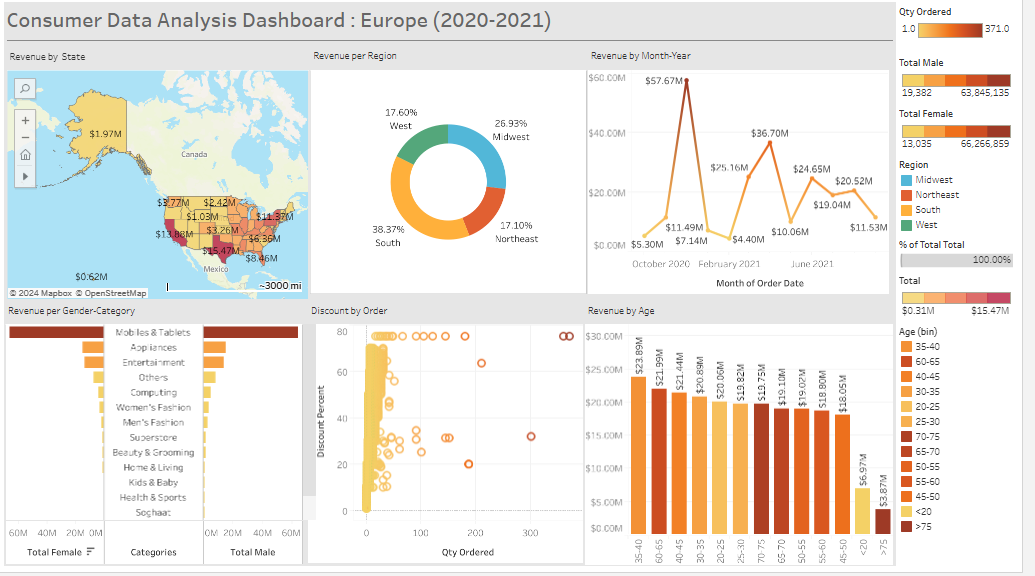 Consumer Data Analysis Dashboard : Europe (2020-2021)
Revenue by State
$1.97M
Canada
$3.77M
$2.42M
$1.03M
$11.37M
$13.88M
$3.26M
$6.36M
$15.47M
$8.46M
Mexico
$0.62M
© 2024 Mapbox © OpenStreetMap
~3000 mi
Revenue per Region
17.60%
West
26.93%
Midwest
38.37%
South
17.10%
Northeast
Revenue by Month-Year
$60.00M
$40.00M
$20.00M
$0.00M
$57.67M
$36.70M
$25.16M
$24.65M
$20.52M
$19.04M
$11.49M
$11.53M
$7.14M
$10.06M
$5.30M
$4.40M
October 2020
February 2021
June 2021
Month of Order Date
Revenue per Gender-Category
Mobiles & Tablets
Appliances
Entertainment
Others
Computing
Women's Fashion
Men's Fashion
Superstore
Beauty & Grooming
Home & Living
Kids & Baby
Health & Sports
Soghaat
60M 40M 20M 0M
0M 20M 40M 60M
Total Female
Categories
Total Male
Discount by Order
Discount Percent
80
60
40
20
0
0 100 200 300
Qty Ordered
Revenue by Age
$30.00M
$25.00M
$20.00M
$15.00M
$10.00M
$5.00M
$0.00M
$23.89M
$21.99M
$21.44M
$20.89M
$20.06M
$19.82M
$19.75M
$19.10M
$19.02M
$18.80M
$18.05M
$6.97M
$3.87M
35-40
60-65
40-45
30-35
20-25
25-30
70-75
65-70
50-55
55-60
45-50
<20
>75
Qty Ordered
1.0 371.0
Total Male
19,382 63,845,135
Total Female
13,035 66,266,859
Region
Midwest
Northeast
South
West
% of Total Total
100.00%
Total
$0.31M $15.47M
Age (bin)
35-40
60-65
40-45
30-35
20-25
25-30
70-75
65-70
50-55
55-60
45-50
<20
>75